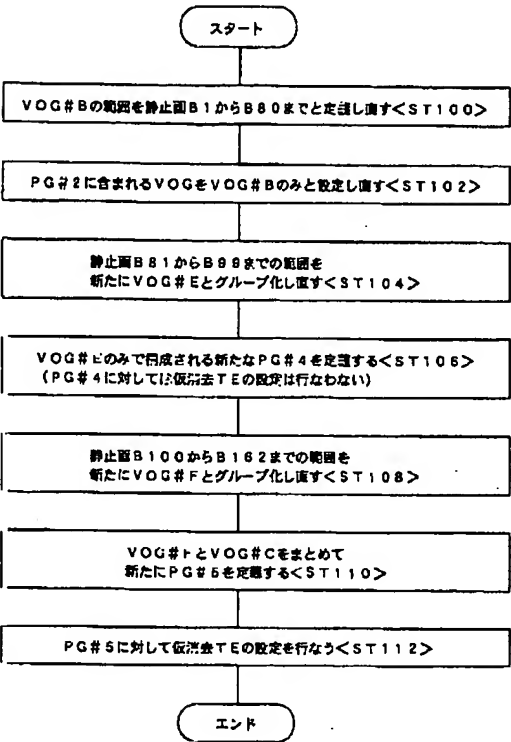 スタート
VOG#Bの範囲を静止画B1からB80までと定義し直す<ST100>
PG#2に含まれるVOGをVOG#Bのみと設定し直す<ST102>
静止画B81からB99までの範囲を
新たにVOG#Eとグループ化し直す<ST104>
VOG#Eのみで構成される新たなPG#4を定義する<ST106>
(PG#4に対しては仮消去TEの設定は行なわない)
静止画B100からB162までの範囲を
新たにVOG#Fとグループ化し直す<ST108>
VOG#FとVOG#Cをまとめて
新たにPG#5を定義する<ST110>
PG#5に対して仮消去TEの設定を行なう<ST112>
エンド